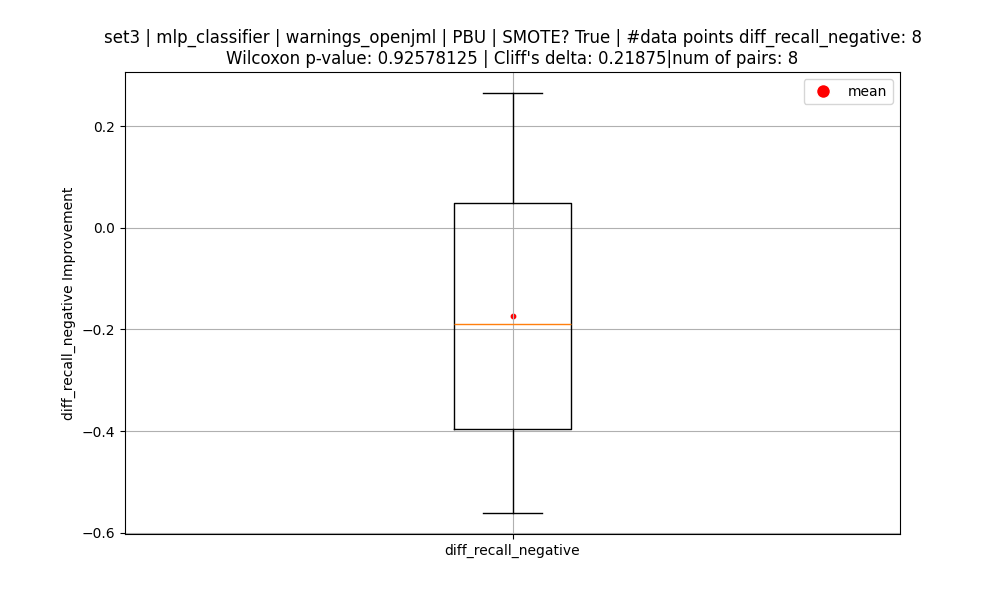 set3 | mlp_classifier | warnings_openjml | PBU | SMOTE? True | #data points diff_recall_negative: 8
Wilcoxon p-value: 0.92578125 | Cliff's delta: 0.21875|num of pairs: 8
mean
0.2
0.0
−0.2
−0.4
−0.6
diff_recall_negative Improvement
diff_recall_negative